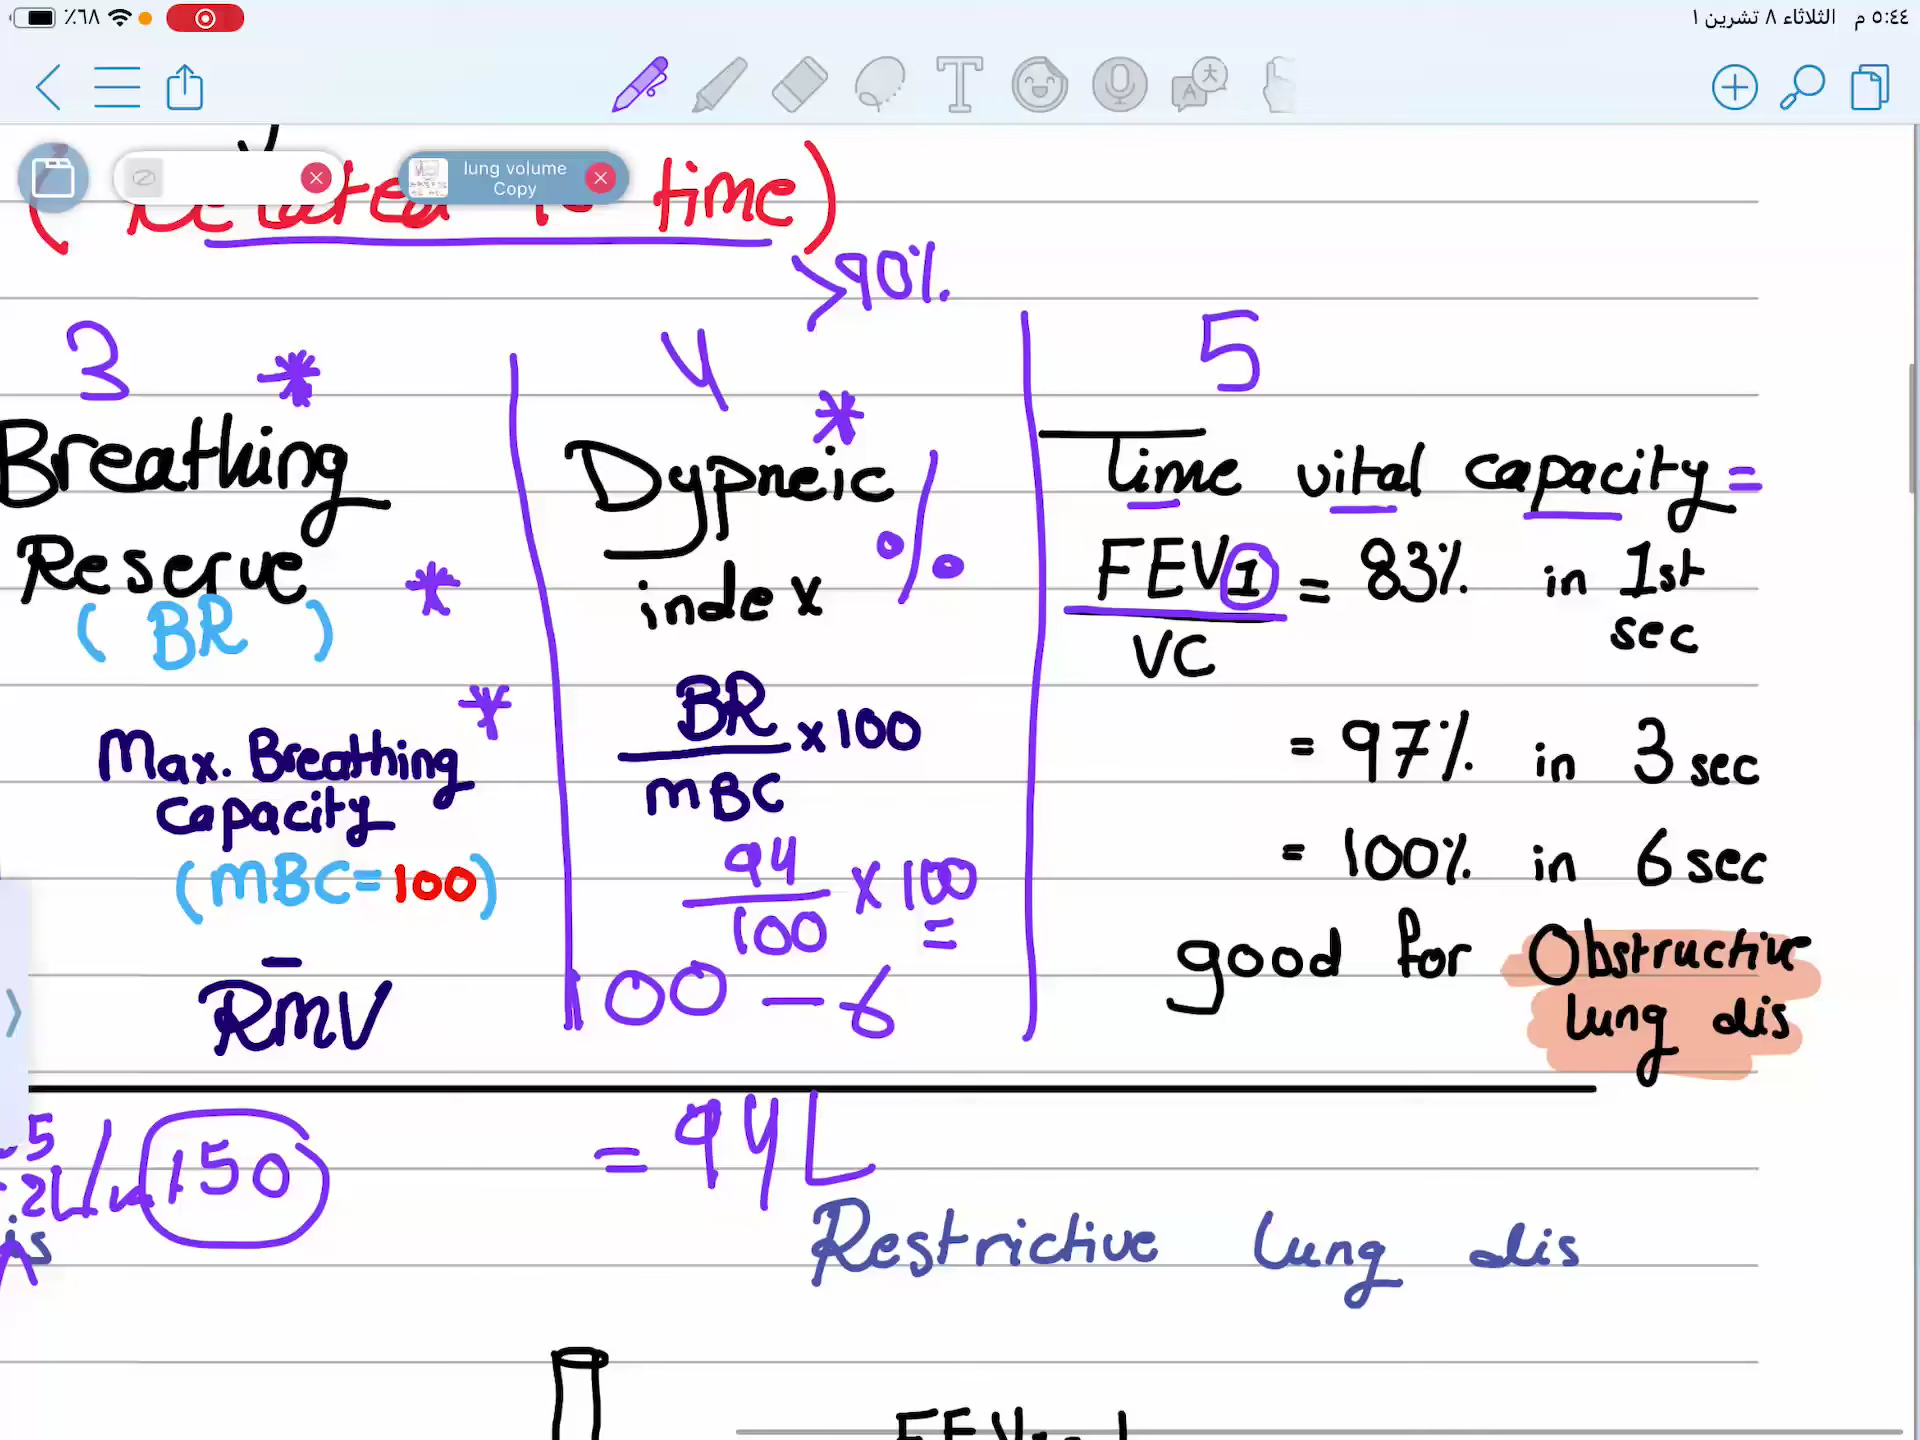 ٪٦٨
٥:٤٤ م الثلاثاء ٨ تشرين ١
lung volume
Copy
time)
>90%
3 *
4
5
Breathing
Reserve
(BR)
*
Max. Breathing *
capacity
(mBC=100)
-
RMV
*
Dypneic
index %
BR
mBC
x 100
94
100
x 100
=
100 - 6
Time vital capacity =
FEV1 = 83% in 1st
sec
VC
= 97% in 3 sec
= 100% in 6 sec
good for Obstructive
lung dis
150
= 94L
Restrictive lung dis